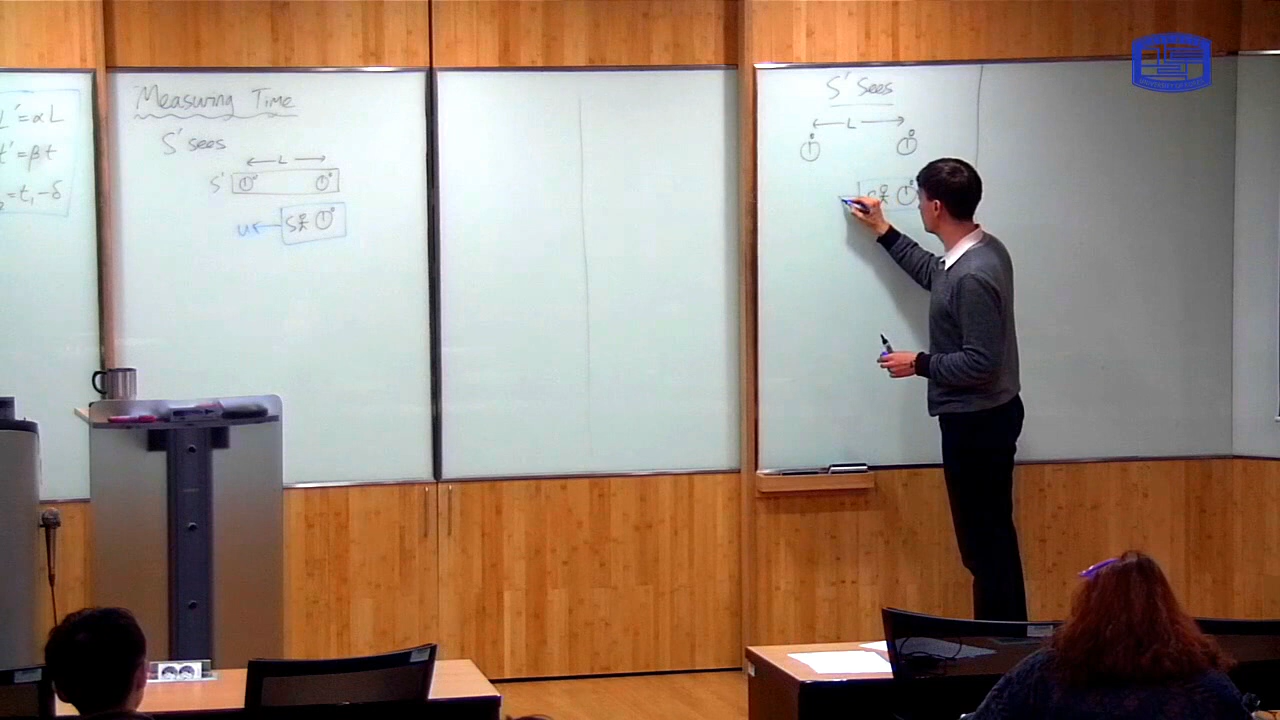 L' = αL
t' = βt
= t₁ - δ
Measuring Time
S' sees
L
S'
S
S' Sees
L
S